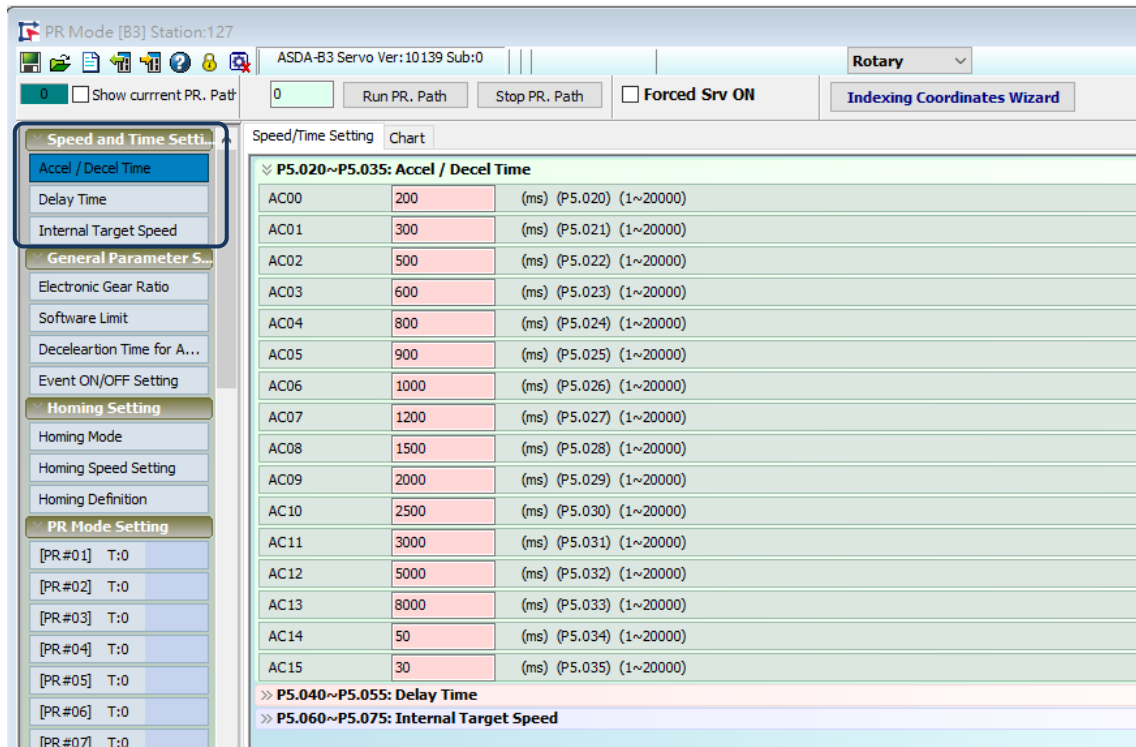 PR Mode [B3] Station:127
ASDA-B3 Servo Ver:10139 Sub:0
Rotary
0 Show currrent PR. Path 0 Run PR. Path Stop PR. Path Forced Srv ON Indexing Coordinates Wizard
Speed and Time Setti...
Accel / Decel Time
Delay Time
Internal Target Speed
General Parameter S...
Electronic Gear Ratio
Software Limit
Deceleartion Time for A...
Event ON/OFF Setting
Homing Setting
Homing Mode
Homing Speed Setting
Homing Definition
PR Mode Setting
[PR#01] T:0
[PR#02] T:0
[PR#03] T:0
[PR#04] T:0
[PR#05] T:0
[PR#06] T:0
[PR#07] T:0
Speed/Time Setting Chart
P5.020~P5.035: Accel / Decel Time
AC00 200 (ms) (P5.020) (1~20000)
AC01 300 (ms) (P5.021) (1~20000)
AC02 500 (ms) (P5.022) (1~20000)
AC03 600 (ms) (P5.023) (1~20000)
AC04 800 (ms) (P5.024) (1~20000)
AC05 900 (ms) (P5.025) (1~20000)
AC06 1000 (ms) (P5.026) (1~20000)
AC07 1200 (ms) (P5.027) (1~20000)
AC08 1500 (ms) (P5.028) (1~20000)
AC09 2000 (ms) (P5.029) (1~20000)
AC10 2500 (ms) (P5.030) (1~20000)
AC11 3000 (ms) (P5.031) (1~20000)
AC12 5000 (ms) (P5.032) (1~20000)
AC13 8000 (ms) (P5.033) (1~20000)
AC14 50 (ms) (P5.034) (1~20000)
AC15 30 (ms) (P5.035) (1~20000)
P5.040~P5.055: Delay Time
P5.060~P5.075: Internal Target Speed